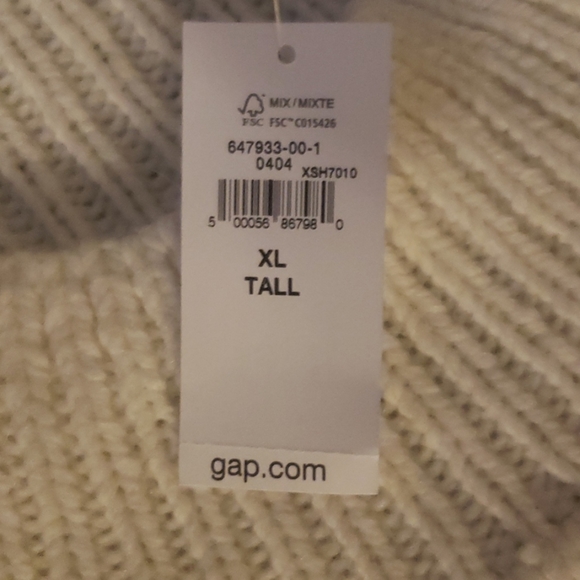 MIX/MIXTE
FSC FSC™ C015426
647933-00-1
0404 XSH7010
5 00056 86798 0
XL
TALL
gap.com